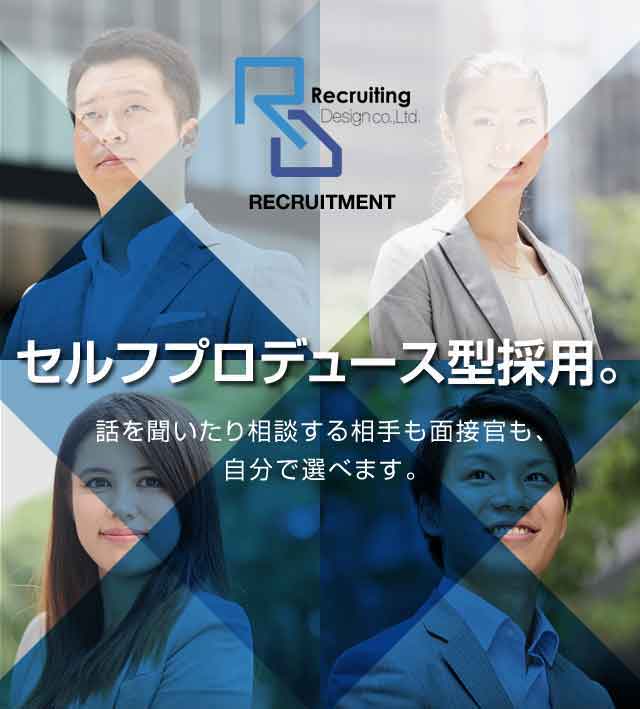 Recruiting
Design co.,Ltd.
RECRUITMENT
セルフプロデュース型採用。
話を聞いたり相談する相手も面接官も、
自分で選べます。